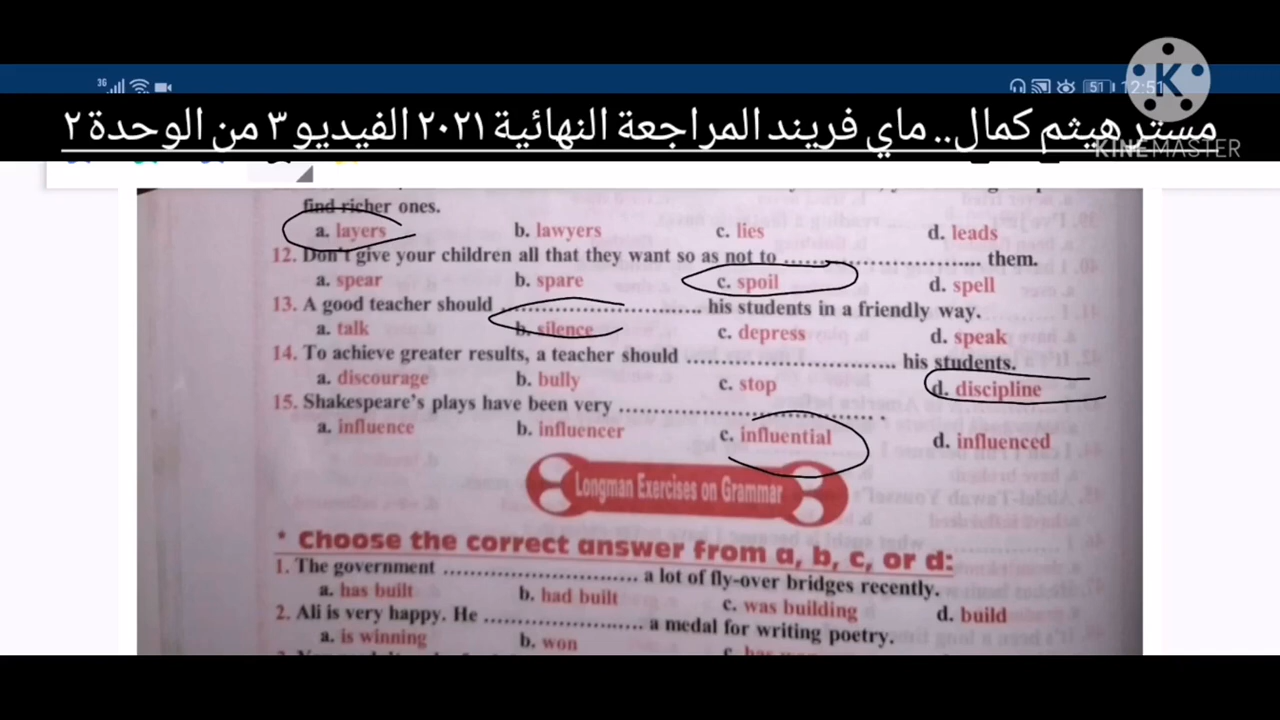 3G
51 12:51
K
مستر هيثم كمال.. ماي فريند المراجعة النهائية ٢٠٢١ الفيديو ٣ من الوحدة ٢
KINEMASTER
find richer ones.
a. layers b. lawyers c. lies d. leads
12. Don't give your children all that they want so as not to .................................. them.
a. spear b. spare c. spoil d. spell
13. A good teacher should .................................. his students in a friendly way.
a. talk b. silence c. depress d. speak
14. To achieve greater results, a teacher should .................................. his students.
a. discourage b. bully c. stop d. discipline
15. Shakespeare's plays have been very .................................. .
a. influence b. influencer c. influential d. influenced
Longman Exercises on Grammar
* Choose the correct answer from a, b, c, or d:
1. The government .................................. a lot of fly-over bridges recently.
a. has built b. had built c. was building d. build
2. Ali is very happy. He .......................... a medal for writing poetry.
a. is winning b. won